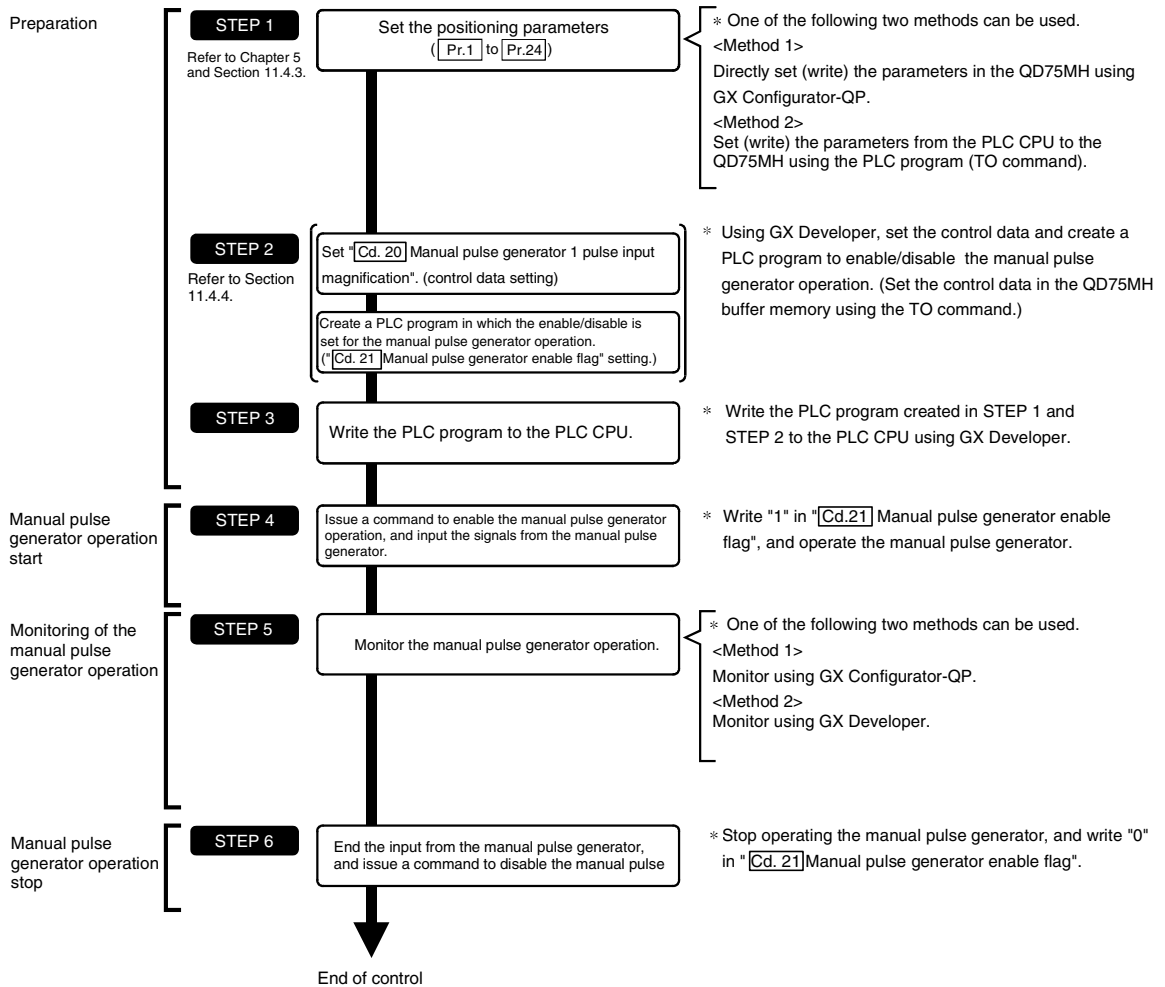 Preparation
STEP 1
Refer to Chapter 5
and Section 11.4.3.
Set the positioning parameters
( Pr.1 to Pr.24 )
* One of the following two methods can be used.
<Method 1>
Directly set (write) the parameters in the QD75MH using
GX Configurator-QP.
<Method 2>
Set (write) the parameters from the PLC CPU to the
QD75MH using the PLC program (TO command).
STEP 2
Refer to Section
11.4.4.
Set "Cd. 20 Manual pulse generator 1 pulse input
magnification". (control data setting)
Create a PLC program in which the enable/disable is
set for the manual pulse generator operation.
("Cd. 21 Manual pulse generator enable flag" setting.)
* Using GX Developer, set the control data and create a
PLC program to enable/disable the manual pulse
generator operation. (Set the control data in the QD75MH
buffer memory using the TO command.)
STEP 3
Write the PLC program to the PLC CPU.
* Write the PLC program created in STEP 1 and
STEP 2 to the PLC CPU using GX Developer.
Manual pulse
generator operation
start
STEP 4
Issue a command to enable the manual pulse generator
operation, and input the signals from the manual pulse
generator.
* Write "1" in "Cd.21 Manual pulse generator enable
flag", and operate the manual pulse generator.
Monitoring of the
manual pulse
generator operation
STEP 5
Monitor the manual pulse generator operation.
* One of the following two methods can be used.
<Method 1>
Monitor using GX Configurator-QP.
<Method 2>
Monitor using GX Developer.
Manual pulse
generator operation
stop
STEP 6
End the input from the manual pulse generator,
and issue a command to disable the manual pulse
* Stop operating the manual pulse generator, and write "0"
in " Cd. 21 Manual pulse generator enable flag".
End of control